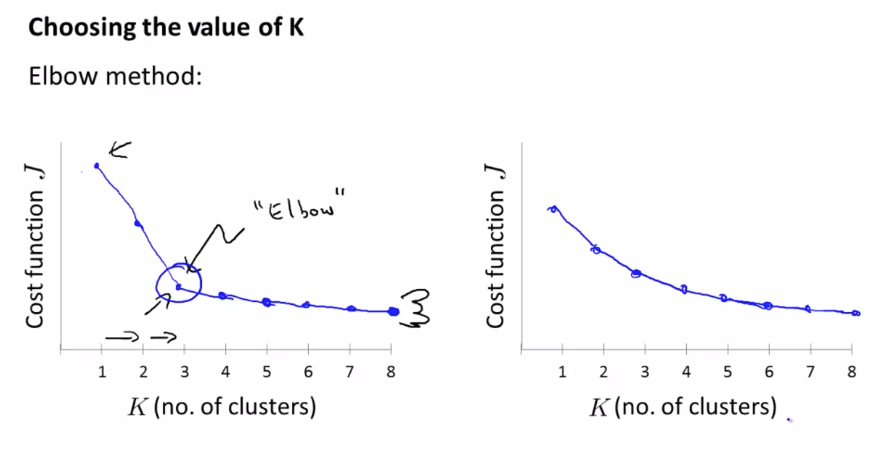 Choosing the value of K
Elbow method:
Cost function J
"Elbow"
1 2 3 4 5 6 7 8
K (no. of clusters)
Cost function J
1 2 3 4 5 6 7 8
K (no. of clusters)